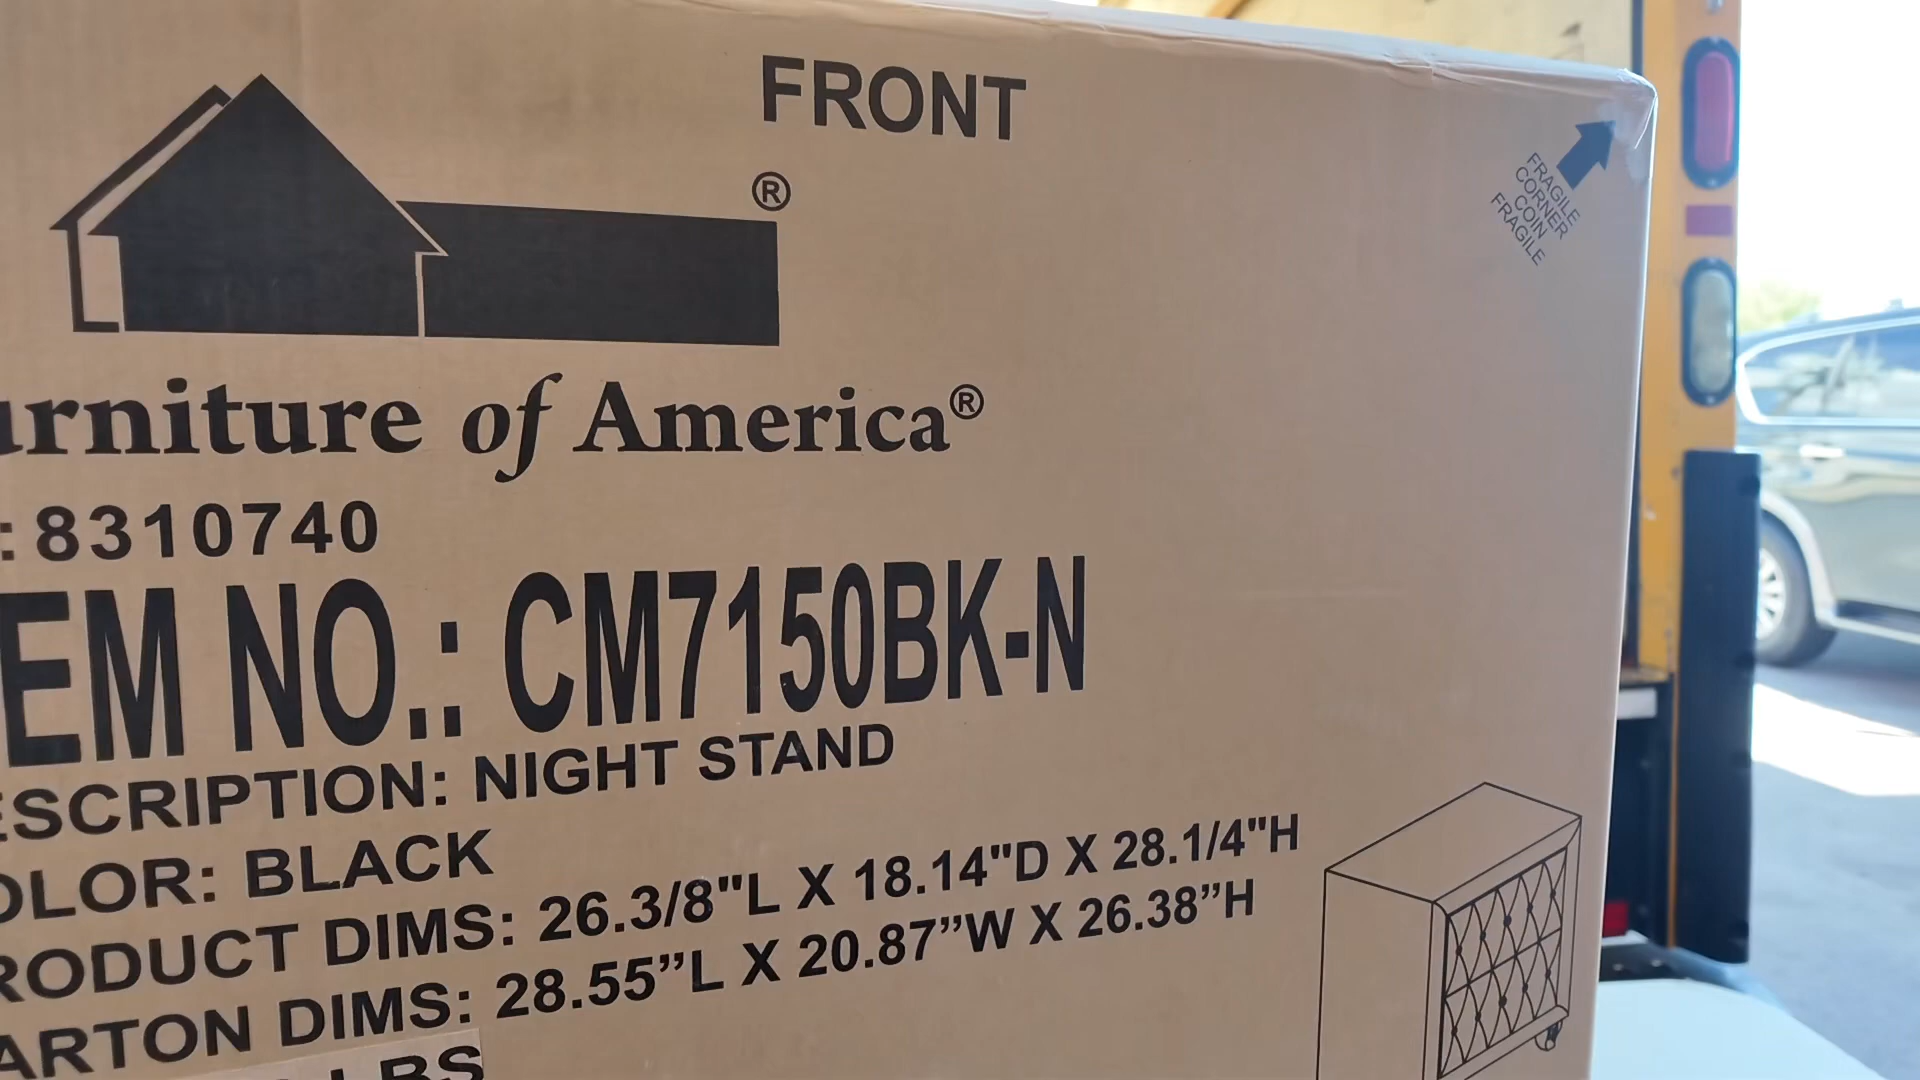 FRONT
®
urniture of America®
: 8310740
EM NO.: CM7150BK-N
ESCRIPTION: NIGHT STAND
OLOR: BLACK
RODUCT DIMS: 26.3/8"L X 18.14"D X 28.1/4"H
ARTON DIMS: 28.55”L X 20.87”W X 26.38”H
LBS
FRAGILE
CORNER
COIN
FRAGILE